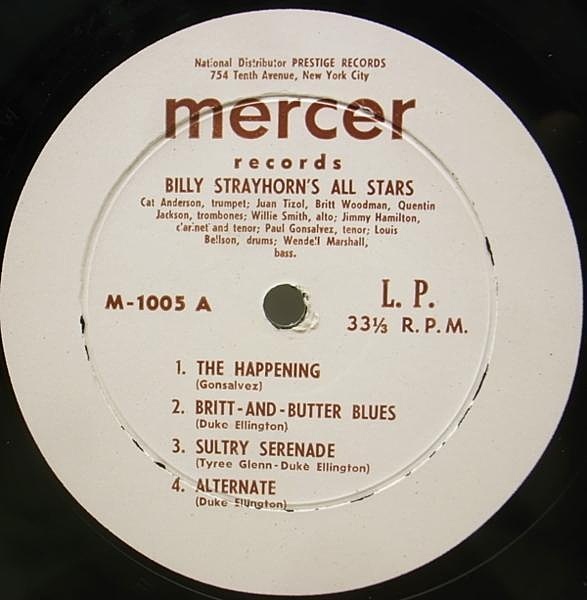 National Distributor PRESTIGE RECORDS
754 Tenth Avenue, New York City
mercer
records
BILLY STRAYHORN'S ALL STARS
Cat Anderson, trumpet; Juan Tizol, Britt Woodman, Quentin
Jackson, trombones; Willie Smith, alto; Jimmy Hamilton,
clarinet and tenor; Paul Gonsalvez, tenor; Louis
Bellson, drums; Wendell Marshall,
bass.
M-1005 A
L. P.
33⅓ R. P. M.
1. THE HAPPENING
(Gonsalvez)
2. BRITT-AND-BUTTER BLUES
(Duke Ellington)
3. SULTRY SERENADE
(Tyree Glenn-Duke Ellington)
4. ALTERNATE
(Duke Ellington)